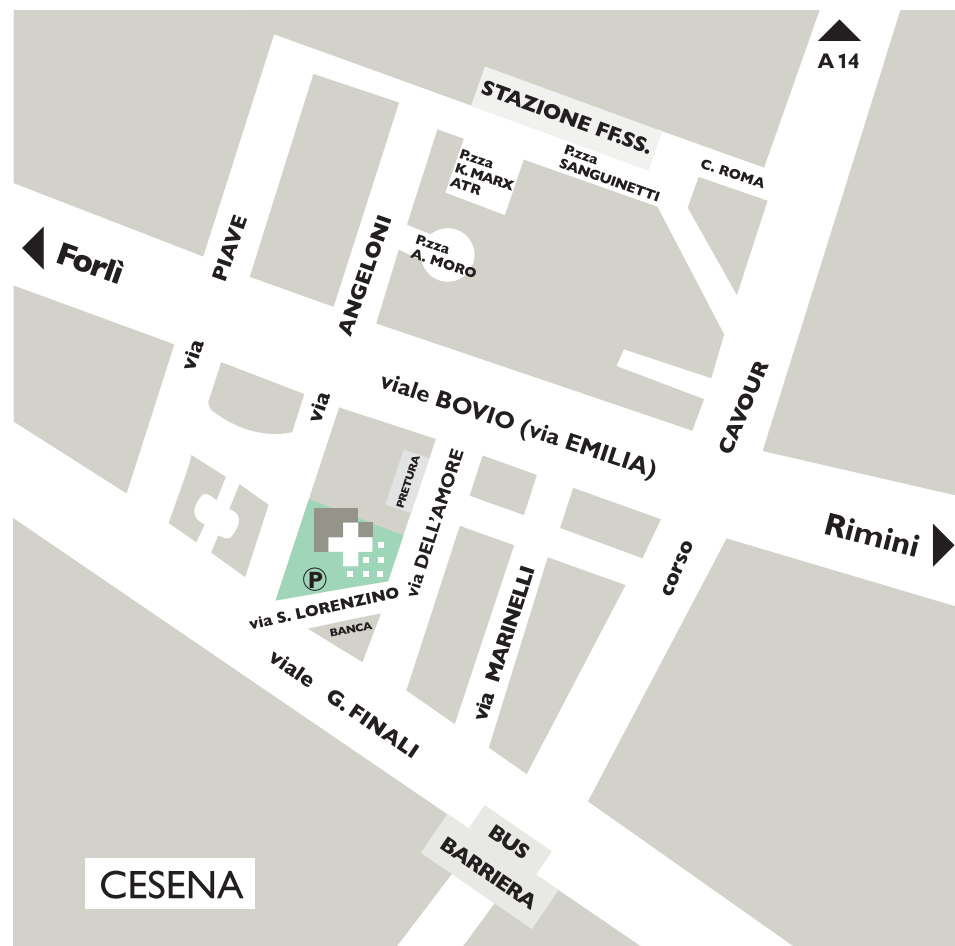 A 14
STAZIONE FF.SS.
P.zza
SANGUINETTI
C. ROMA
P.zza
K. MARX
ATR
P.zza
A. MORO
Forlì
via PIAVE
via ANGELONI
viale BOVIO (via EMILIA)
corso CAVOUR
Rimini
PRETURA
via DELL'AMORE
P
via S. LORENZINO
BANCA
via MARINELLI
viale G. FINALI
BUS
BARRIERA
CESENA